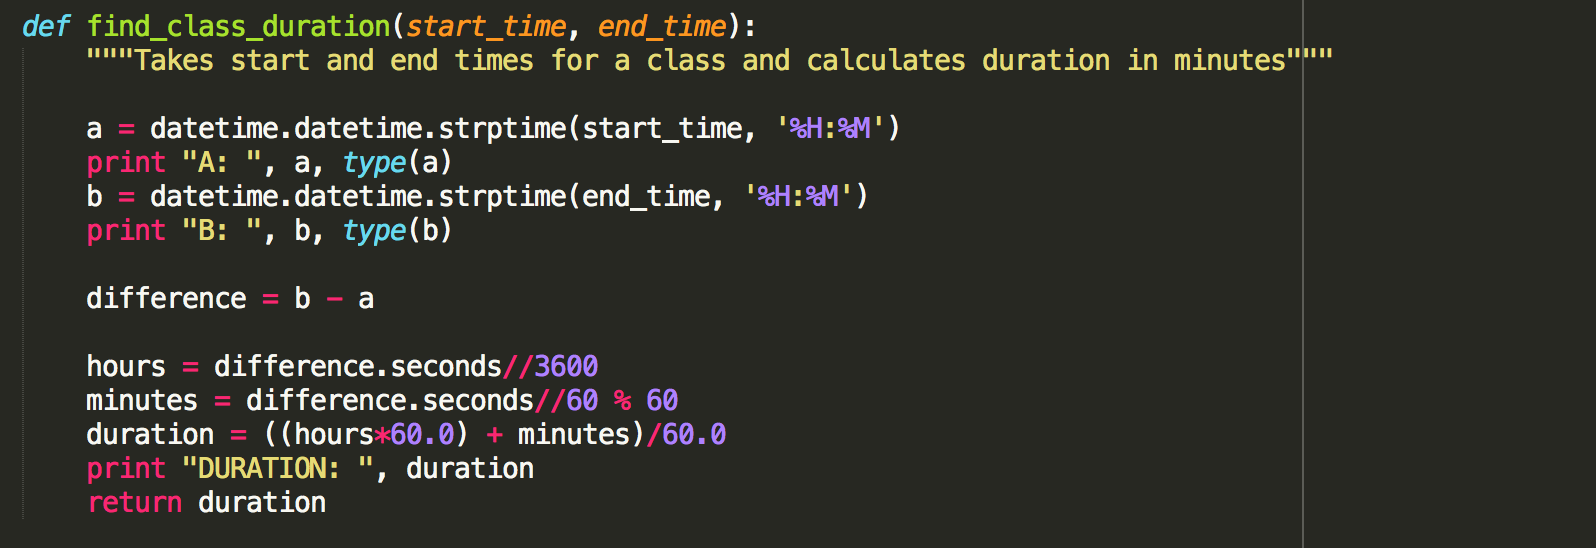 def find_class_duration(start_time, end_time):
    """Takes start and end times for a class and calculates duration in minutes"""
    a = datetime.datetime.strptime(start_time, '%H:%M')
    print "A: ", a, type(a)
    b = datetime.datetime.strptime(end_time, '%H:%M')
    print "B: ", b, type(b)
    difference = b - a
    hours = difference.seconds//3600
    minutes = difference.seconds//60 % 60
    duration = ((hours*60.0) + minutes)/60.0
    print "DURATION: ", duration
    return duration